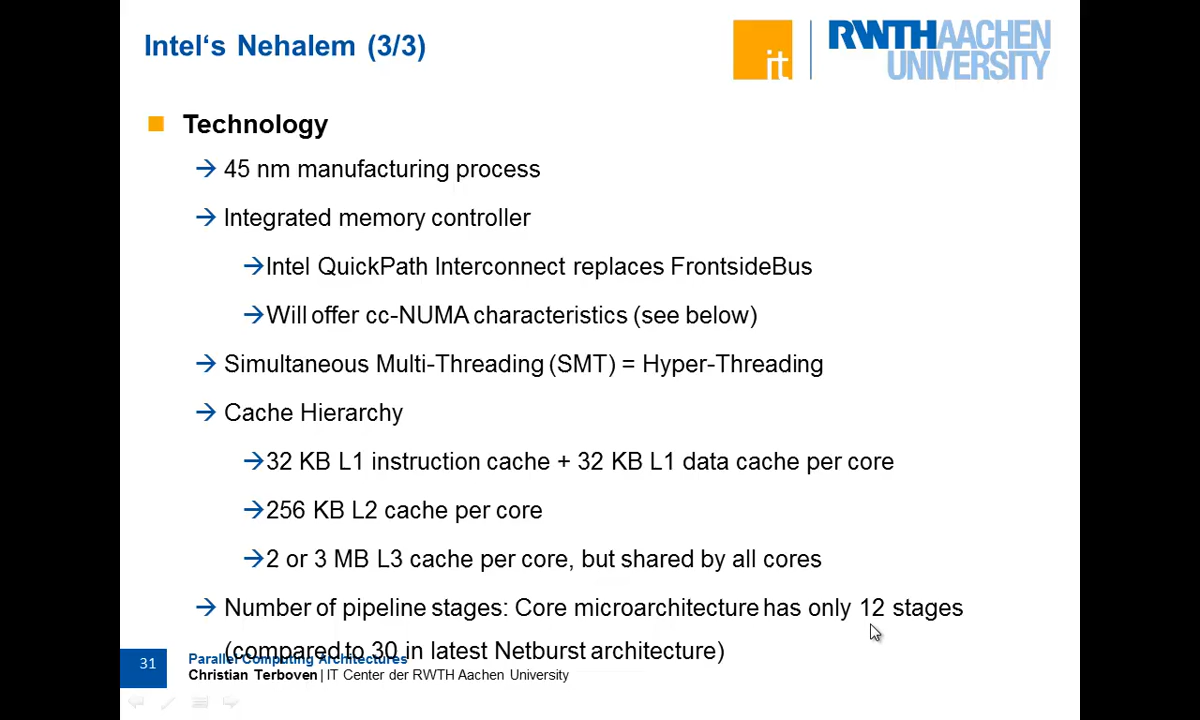 Intel‘s Nehalem (3/3)
it
RWTHAACHEN
UNIVERSITY
Technology
→ 45 nm manufacturing process
→ Integrated memory controller
→Intel QuickPath Interconnect replaces FrontsideBus
→Will offer cc-NUMA characteristics (see below)
→ Simultaneous Multi-Threading (SMT) = Hyper-Threading
→ Cache Hierarchy
→32 KB L1 instruction cache + 32 KB L1 data cache per core
→256 KB L2 cache per core
→2 or 3 MB L3 cache per core, but shared by all cores
→ Number of pipeline stages: Core microarchitecture has only 12 stages
(compared to 30 in latest Netburst architecture)
31
Parallel Computing Architectures
Christian Terboven | IT Center der RWTH Aachen University